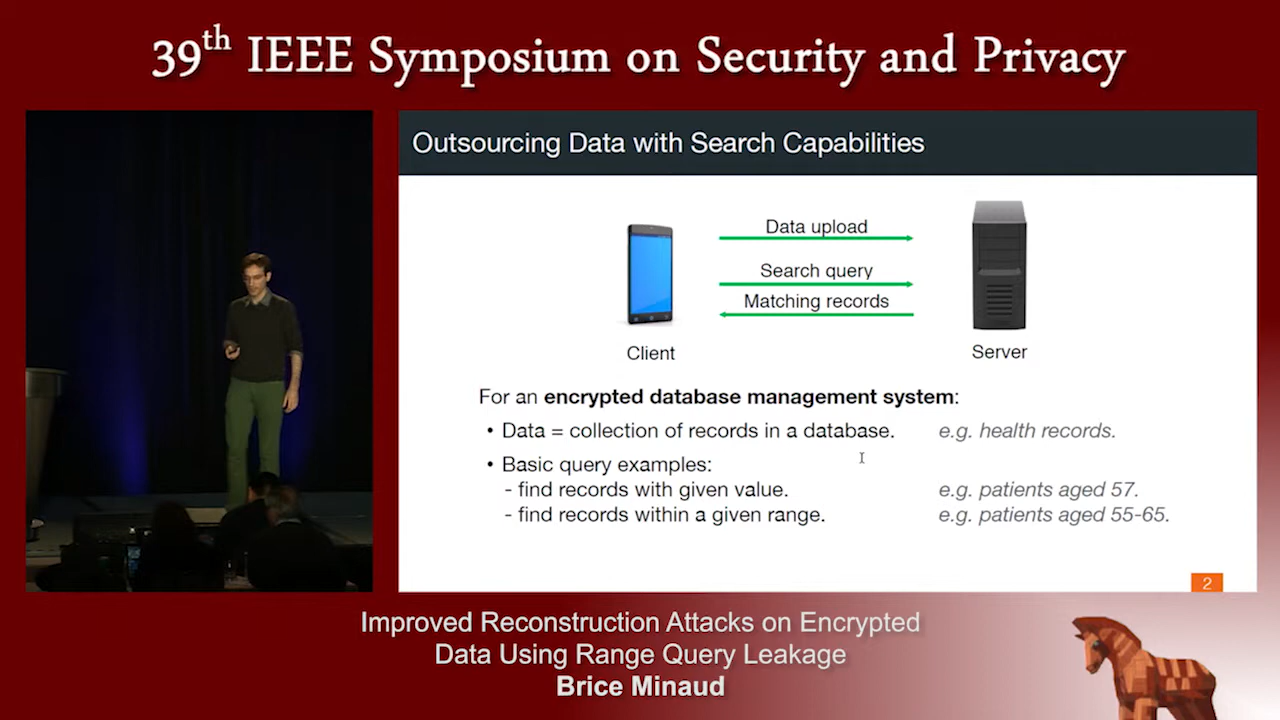 39th IEEE Symposium on Security and Privacy
Outsourcing Data with Search Capabilities
Data upload
Search query
Matching records
Client
Server
For an encrypted database management system:
• Data = collection of records in a database. e.g. health records.
• Basic query examples:
- find records with given value. e.g. patients aged 57.
- find records within a given range. e.g. patients aged 55-65.
2
Improved Reconstruction Attacks on Encrypted
Data Using Range Query Leakage
Brice Minaud